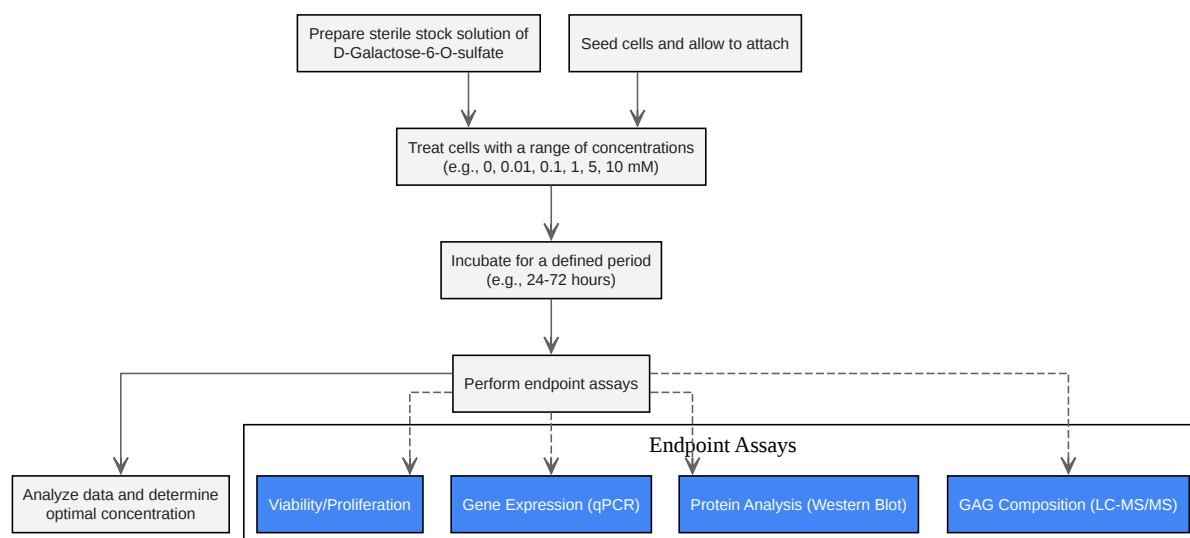 Prepare sterile stock solution of
D-Galactose-6-O-sulfate
Seed cells and allow to attach
Treat cells with a range of concentrations
(e.g., 0, 0.01, 0.1, 1, 5, 10 mM)
Incubate for a defined period
(e.g., 24-72 hours)
Perform endpoint assays
Endpoint Assays
Analyze data and determine
optimal concentration
Viability/Proliferation
Gene Expression (qPCR)
Protein Analysis (Western Blot)
GAG Composition (LC-MS/MS)